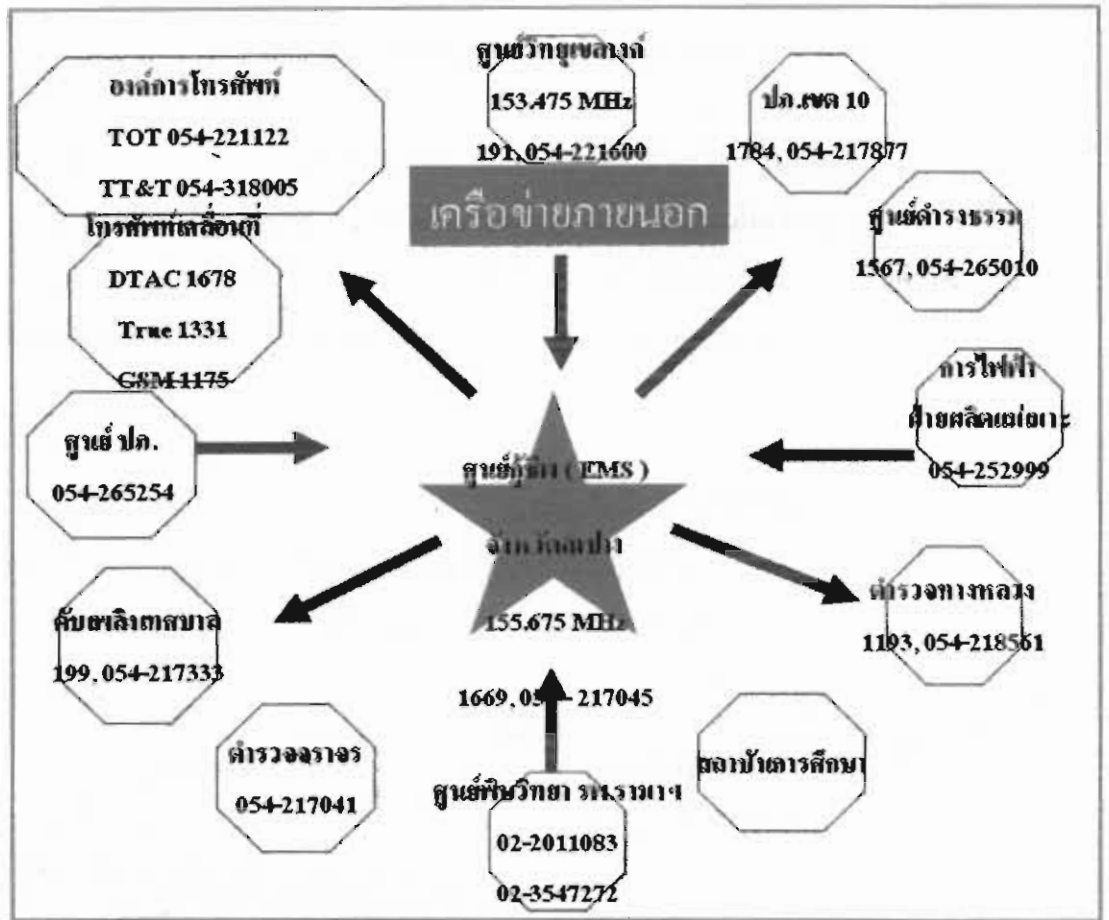 องค์การโทรศัพท์
TOT 054-221122
TT&T 054-318005
ศูนย์วิทยุเขลางค์
153.475 MHz
191, 054-221600
ปภ.เขต 10
1784, 054-217877
เครือข่ายภายนอก
ศูนย์ดำรงธรรม
1567, 054-265010
โทรศัพท์เคลื่อนที่
DTAC 1678
True 1331
GSM 1175
การไฟฟ้า
ฝ่ายผลิตแม่เมาะ
054-252999
ศูนย์ ปภ.
054-265254
ศูนย์กู้ชีพ ( EMS )
จังหวัดลำปาง
155.675 MHz
1669, 217045
ดับเพลิงเทศบาล
199, 054-217333
ตำรวจทางหลวง
1193, 054-218561
ตำรวจจราจร
054-217041
ศูนย์พิษวิทยา รพ.รามาฯ
02-2011083
02-3547272
สถาบันการศึกษา